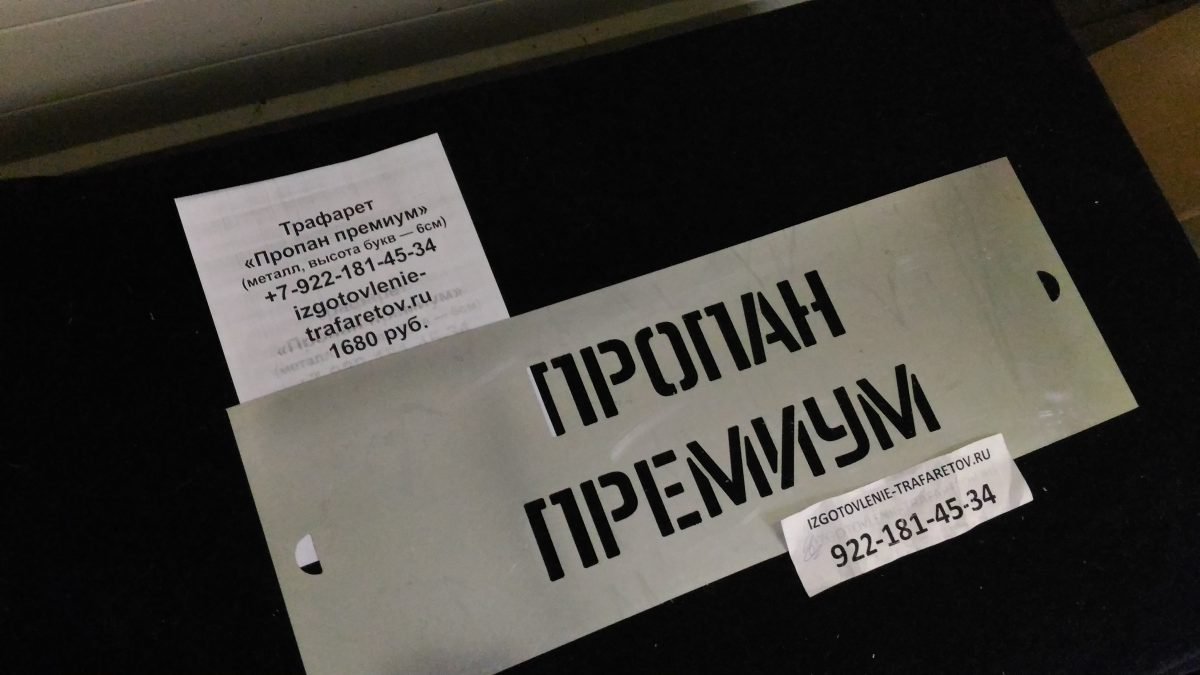 Трафарет
«Пропан премиум»
(металл, высота букв — 6см)
+7-922-181-45-34
izgotovlenie-
trafaretov.ru
1680 руб.
ПРОПАН
ПРЕМИУМ
IZGOTOVLENIE-TRAFARETOV.RU
922-181-45-34